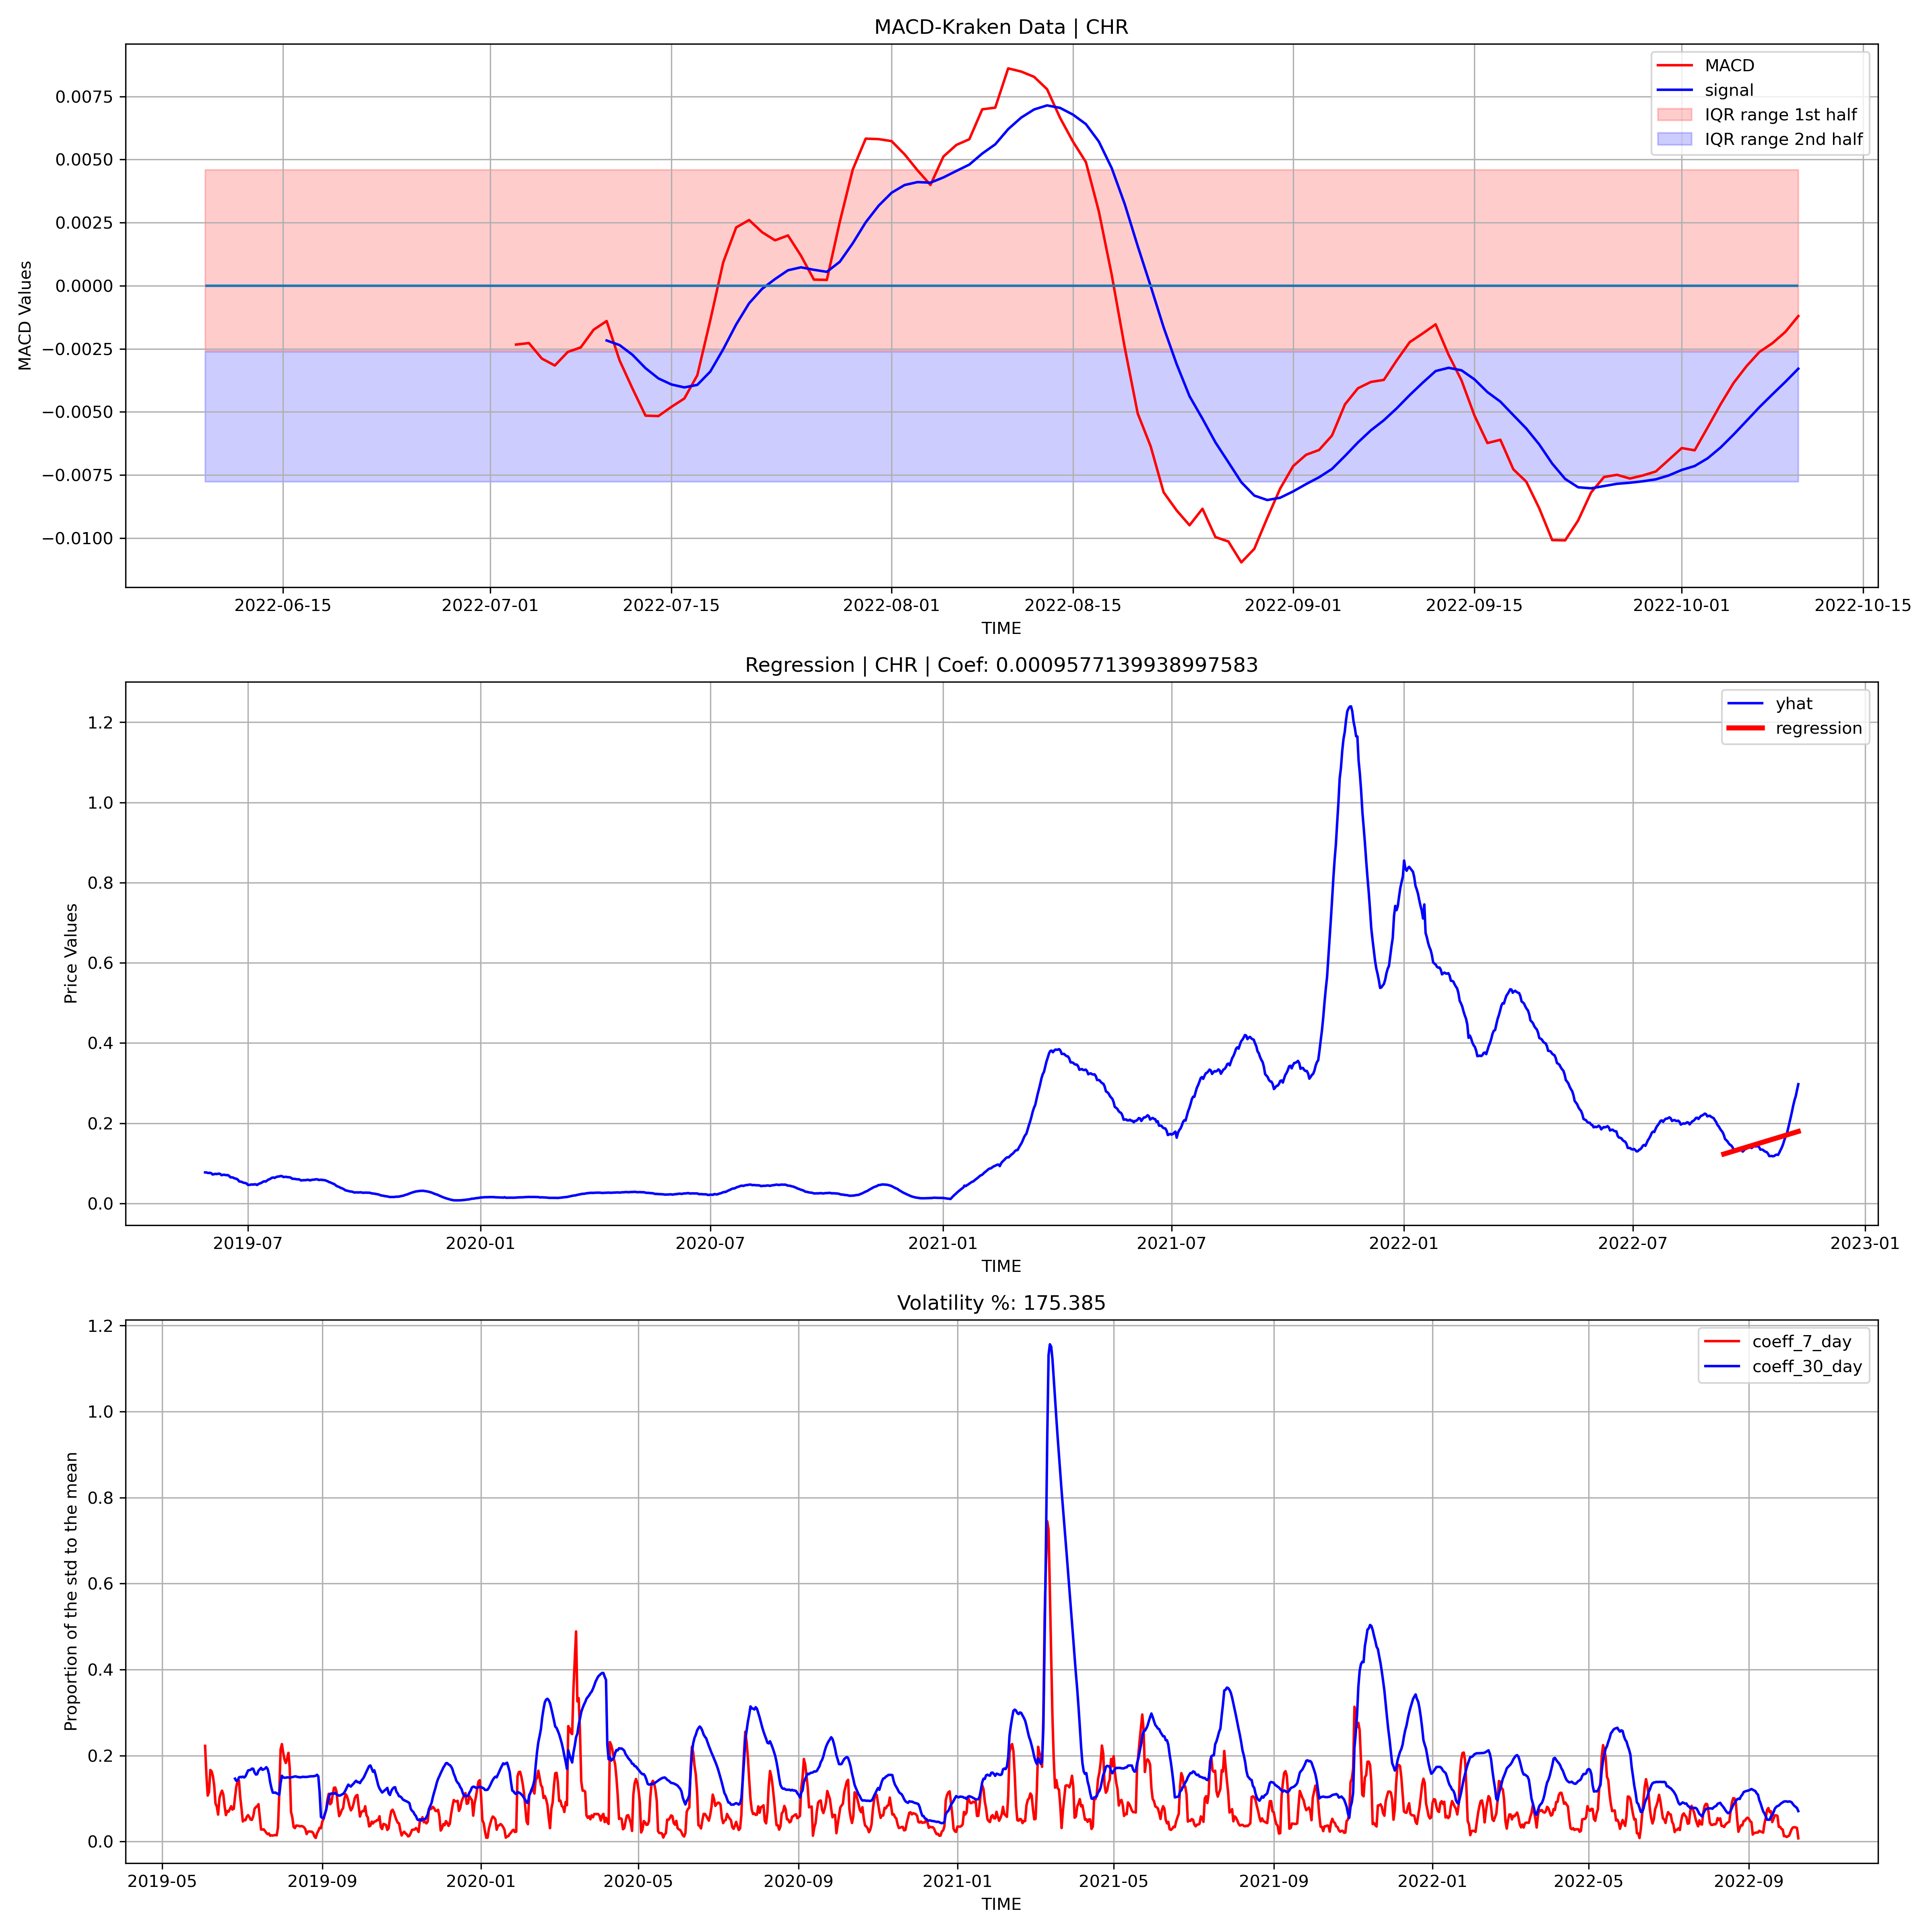 MACD-Kraken Data | CHR
MACD
signal
IQR range 1st half
IQR range 2nd half
MACD Values
0.0075
0.0050
0.0025
0.0000
−0.0025
−0.0050
−0.0075
−0.0100
2022-06-15 2022-07-01 2022-07-15 2022-08-01 2022-08-15 2022-09-01 2022-09-15 2022-10-01 2022-10-15
TIME
Regression | CHR | Coef: 0.0009577139938997583
yhat
regression
Price Values
1.2
1.0
0.8
0.6
0.4
0.2
0.0
2019-07 2020-01 2020-07 2021-01 2021-07 2022-01 2022-07 2023-01
TIME
Volatility %: 175.385
coeff_7_day
coeff_30_day
Proportion of the std to the mean
1.2
1.0
0.8
0.6
0.4
0.2
0.0
2019-05 2019-09 2020-01 2020-05 2020-09 2021-01 2021-05 2021-09 2022-01 2022-05 2022-09
TIME